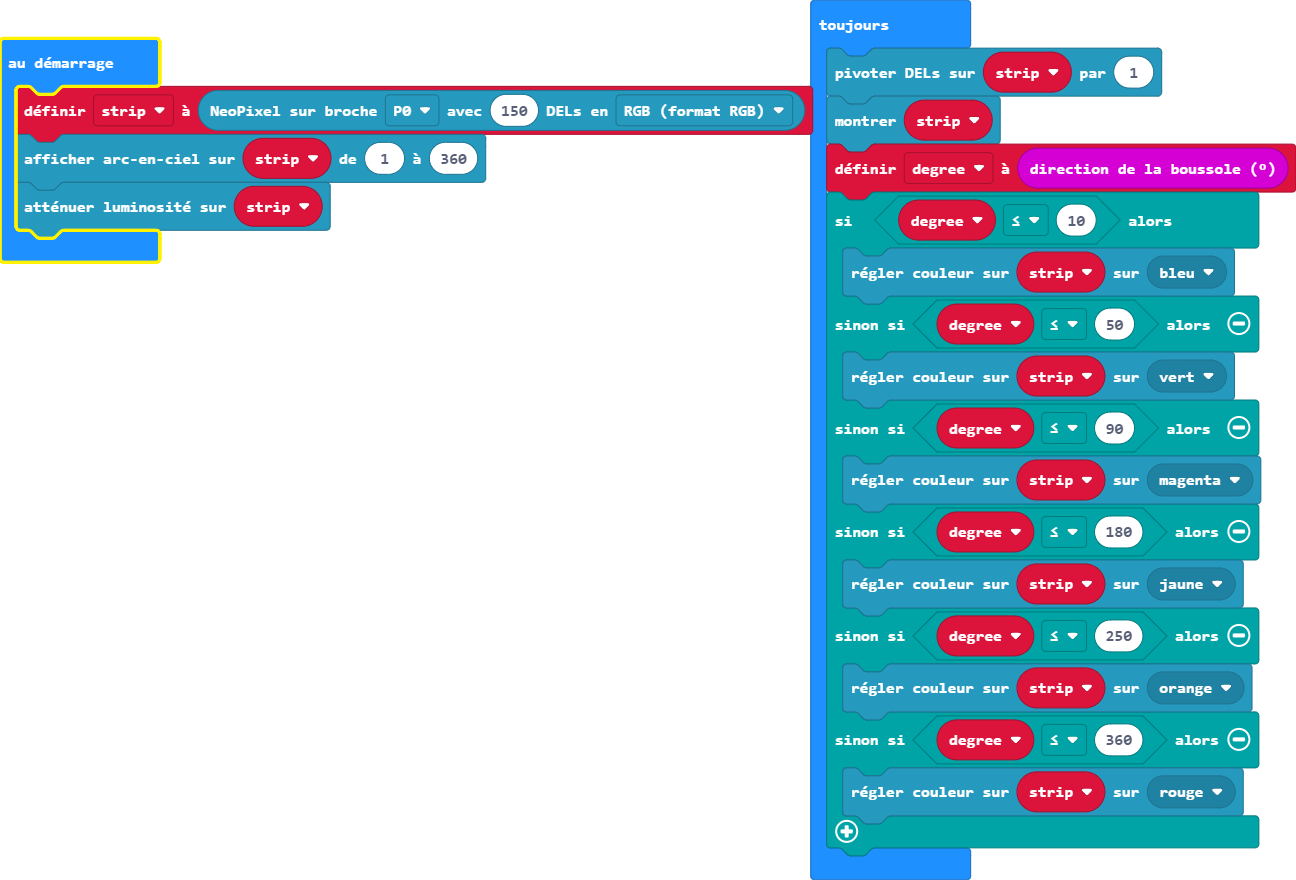 au démarrage
définir strip à NeoPixel sur broche P0 avec 150 DELs en RGB (format RGB)
afficher arc-en-ciel sur strip de 1 à 360
atténuer luminosité sur strip
toujours
pivoter DELs sur strip par 1
montrer strip
définir degree à direction de la boussole (°)
si degree ≤ 10 alors
régler couleur sur strip sur bleu
sinon si degree ≤ 50 alors
régler couleur sur strip sur vert
sinon si degree ≤ 90 alors
régler couleur sur strip sur magenta
sinon si degree ≤ 180 alors
régler couleur sur strip sur jaune
sinon si degree ≤ 250 alors
régler couleur sur strip sur orange
sinon si degree ≤ 360 alors
régler couleur sur strip sur rouge